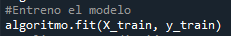 #Entreno el modelo
algoritmo.fit(X_train, y_train)